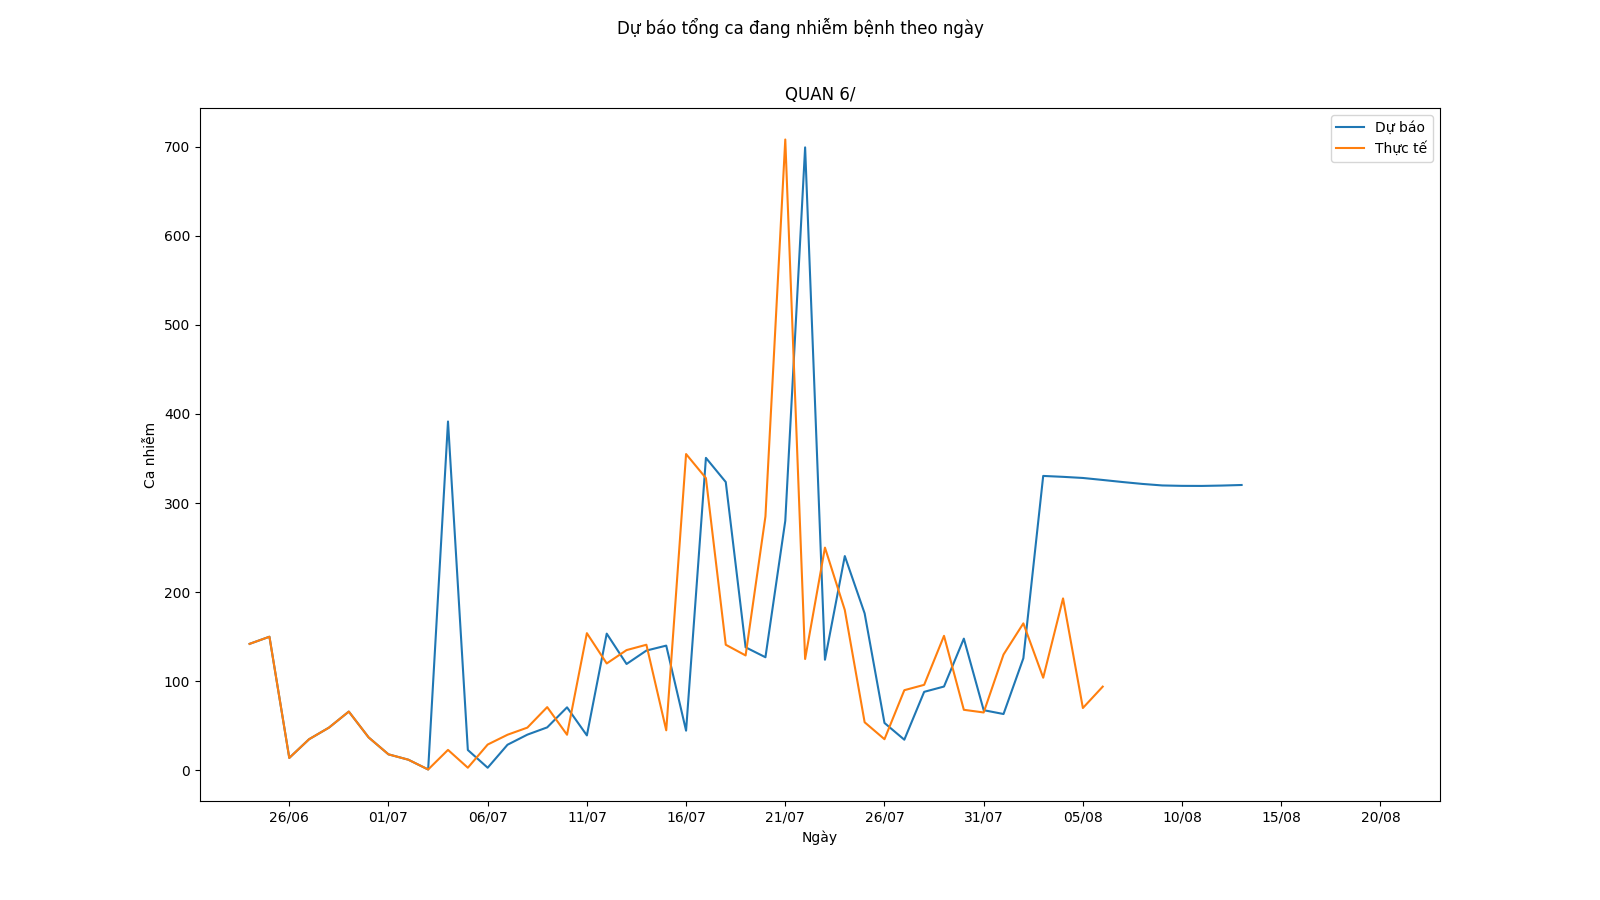 Dự báo tổng ca đang nhiễm bệnh theo ngày
QUAN 6/
Dự báo
Thực tế
700
600
500
400
300
200
100
0
Ca nhiễm
26/06 01/07 06/07 11/07 16/07 21/07 26/07 31/07 05/08 10/08 15/08 20/08
Ngày